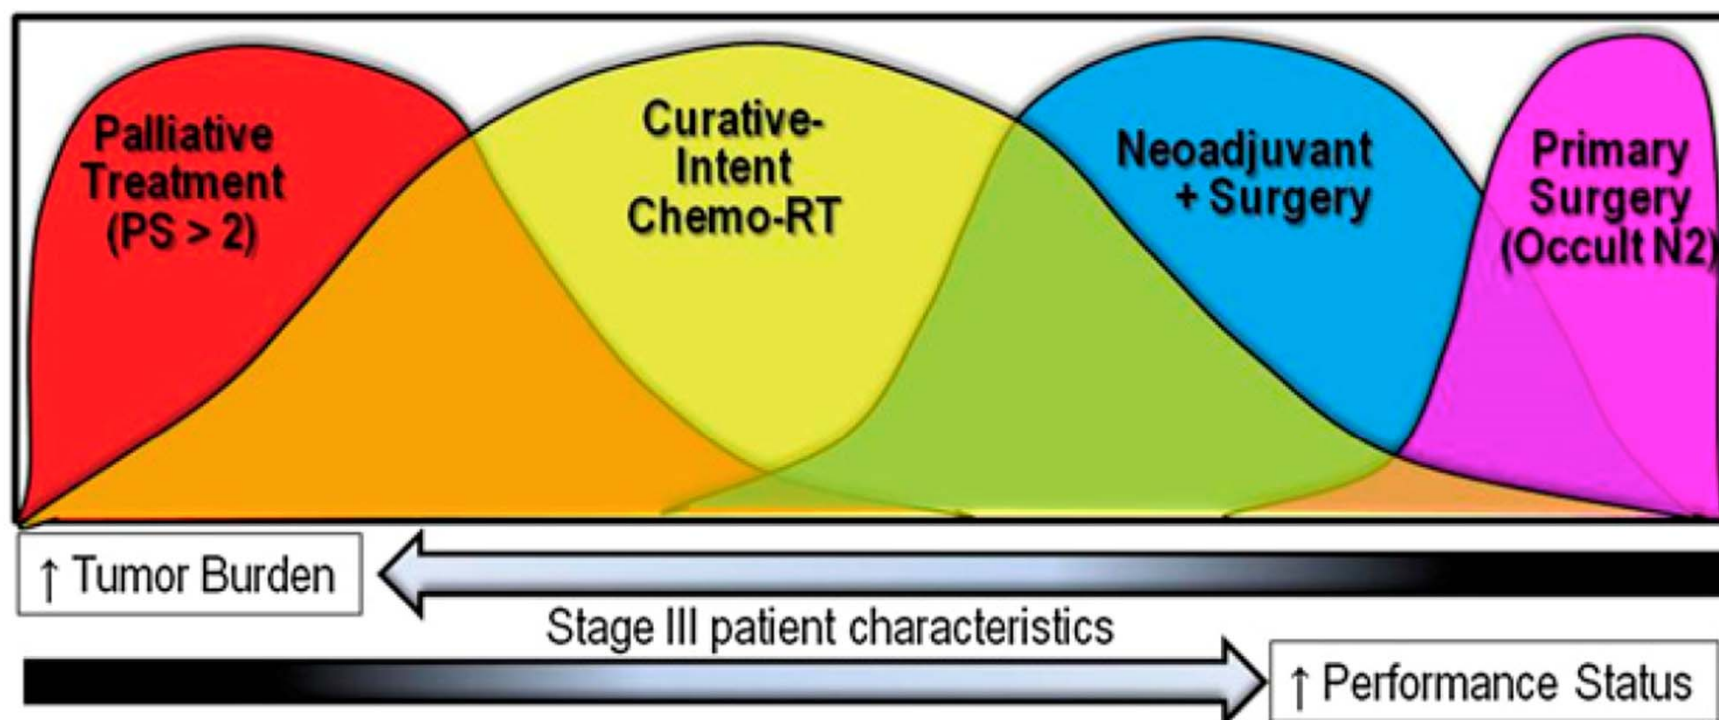 Palliative
Treatment
(PS > 2)
Curative-
Intent
Chemo-RT
Neoadjuvant
+ Surgery
Primary
Surgery
(Occult N2)
↑ Tumor Burden
Stage III patient characteristics
↑ Performance Status